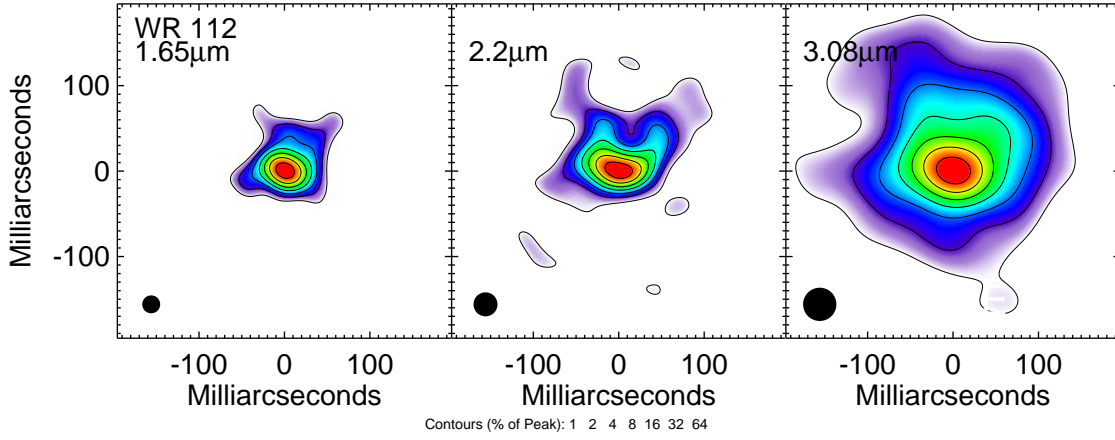 WR 112
1.65μm
2.2μm
3.08μm
Milliarcseconds
100
0
-100
-100 0 100
-100 0 100
-100 0 100
Milliarcseconds
Milliarcseconds
Milliarcseconds
Contours (% of Peak): 1 2 4 8 16 32 64